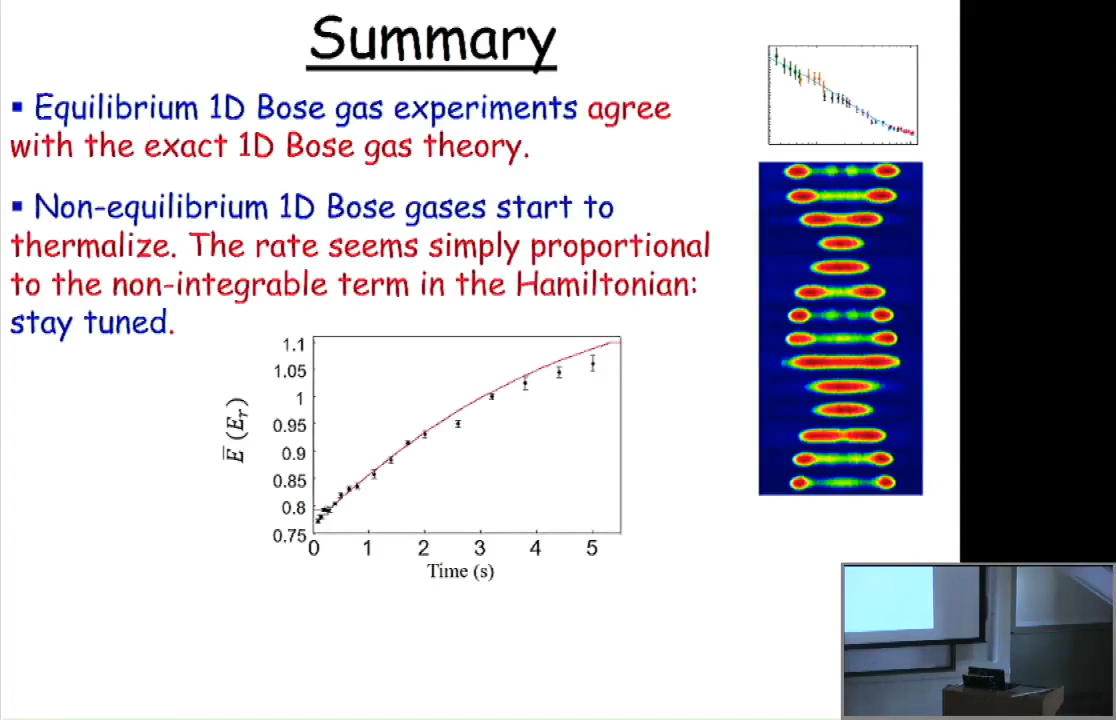 Summary
▪ Equilibrium 1D Bose gas experiments agree
with the exact 1D Bose gas theory.
▪ Non-equilibrium 1D Bose gases start to
thermalize. The rate seems simply proportional
to the non-integrable term in the Hamiltonian:
stay tuned.
1.1
1.05
1
0.95
0.9
0.85
0.8
0.75
E̅ (Eᵣ)
0 1 2 3 4 5
Time (s)